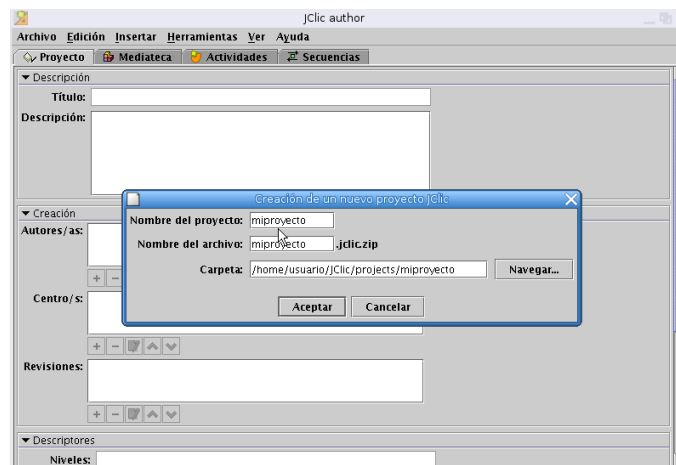 JClic author
Archivo Edición Insertar Herramientas Ver Ayuda
Proyecto Mediateca Actividades Secuencias
Descripción
Título:
Descripción:
Creación de un nuevo proyecto JClic
Nombre del proyecto: miproyecto
Nombre del archivo: miproyecto .jclic.zip
Carpeta: /home/usuario/JClic/projects/miproyecto Navegar...
Aceptar Cancelar
Creación
Autores/as:
Centro/s:
Revisiones:
Descriptores
Niveles: